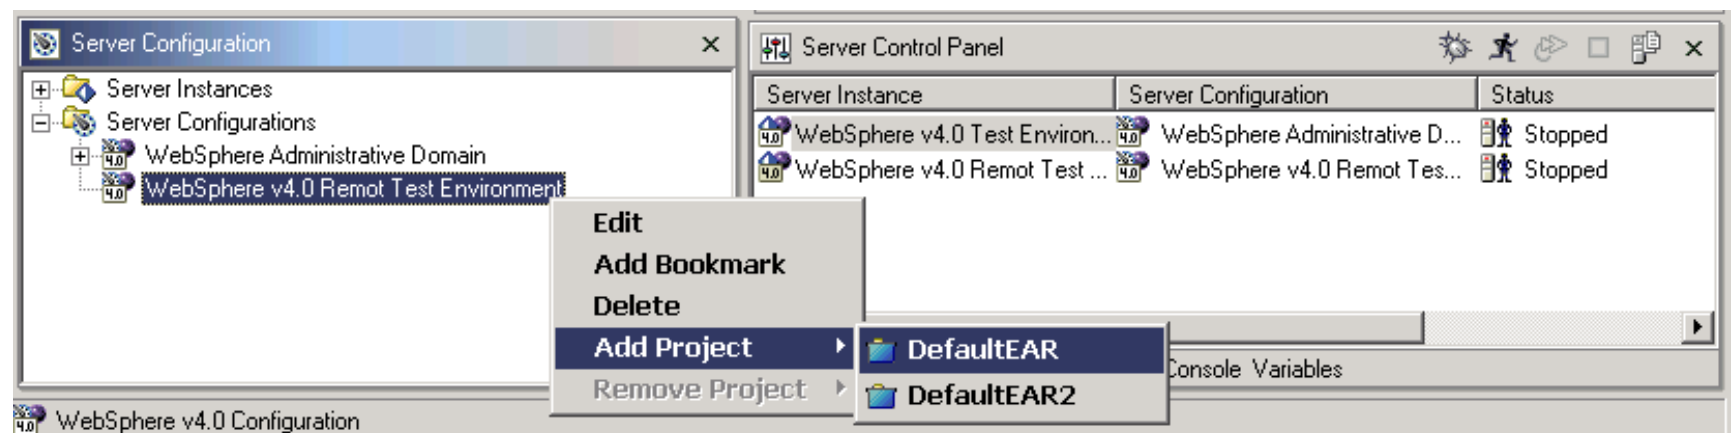 Server Configuration
Server Instances
Server Configurations
WebSphere Administrative Domain
WebSphere v4.0 Remot Test Environment
Edit
Add Bookmark
Delete
Add Project
Remove Project
DefaultEAR
DefaultEAR2
Server Control Panel
Server Instance Server Configuration Status
WebSphere v4.0 Test Environ... WebSphere Administrative D... Stopped
WebSphere v4.0 Remot Test ... WebSphere v4.0 Remot Tes... Stopped
Console Variables
WebSphere v4.0 Configuration